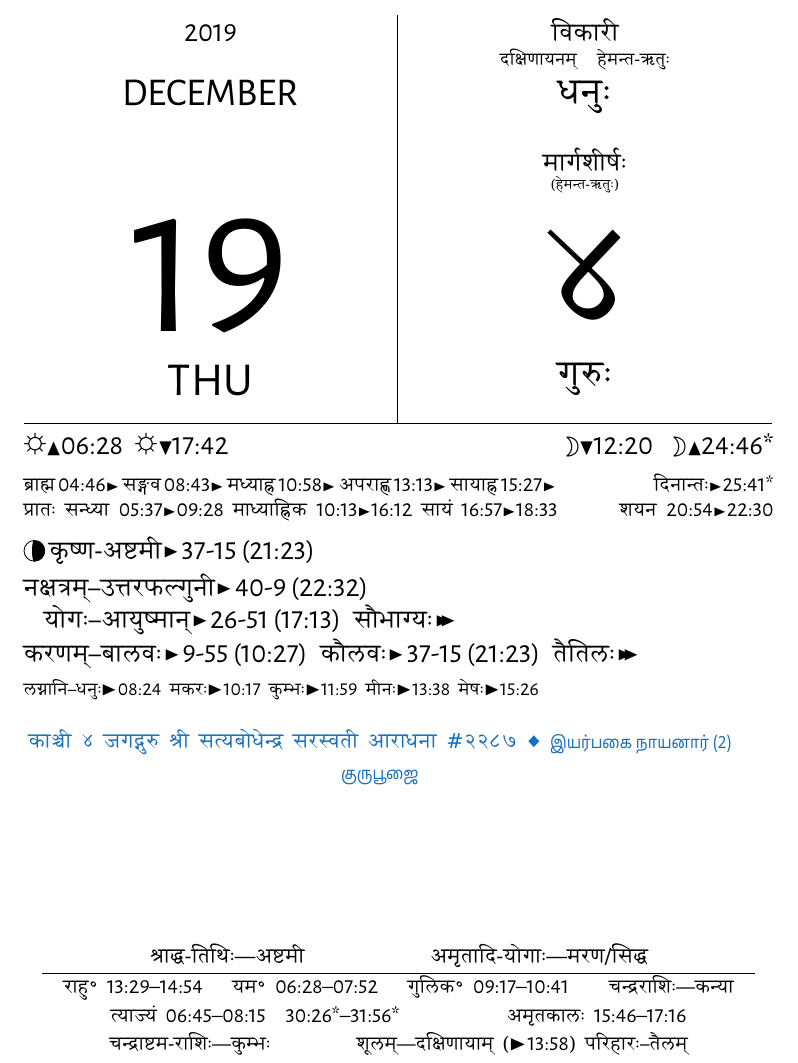 2019
DECEMBER
19
THU
विकारी
दक्षिणायनम् हेमन्त-ऋतुः
धनुः
मार्गशीर्षः
(हेमन्त-ऋतुः)
४
गुरुः
☼▲06:28 ☼▼17:42 ☽▼12:20 ☽▲24:46*
ब्राह्म 04:46► सङ्गव 08:43► मध्याह्न 10:58► अपराह्ण 13:13► सायाह्न 15:27► दिनान्तः►25:41*
प्रातः सन्ध्या 05:37►09:28 माध्याह्निक 10:13►16:12 सायं 16:57►18:33 शयन 20:54►22:30
🌗कृष्ण-अष्टमी►37-15 (21:23)
नक्षत्रम्–उत्तरफल्गुनी► 40-9 (22:32)
योगः–आयुष्मान्►26-51 (17:13) सौभाग्यः►►
करणम्–बालवः►9-55 (10:27) कौलवः►37-15 (21:23) तैतिलः►►
लग्नानि–धनुः►08:24 मकरः►10:17 कुम्भः►11:59 मीनः►13:38 मेषः►15:26
काञ्ची ४ जगद्गुरु श्री सत्यबोधेन्द्र सरस्वती आराधना #२२८७ ◆ இயர்பகை நாயனார் (2)
குருபூஜை
श्राद्ध-तिथिः—अष्टमी अमृतादि-योगाः—मरण/सिद्ध
राहु॰ 13:29–14:54 यम॰ 06:28–07:52 गुलिक॰ 09:17–10:41 चन्द्रराशिः—कन्या
त्याज्यं 06:45–08:15 30:26*–31:56* अमृतकालः 15:46–17:16
चन्द्राष्टम-राशिः—कुम्भः शूलम्—दक्षिणायाम् (►13:58) परिहारः–तैलम्